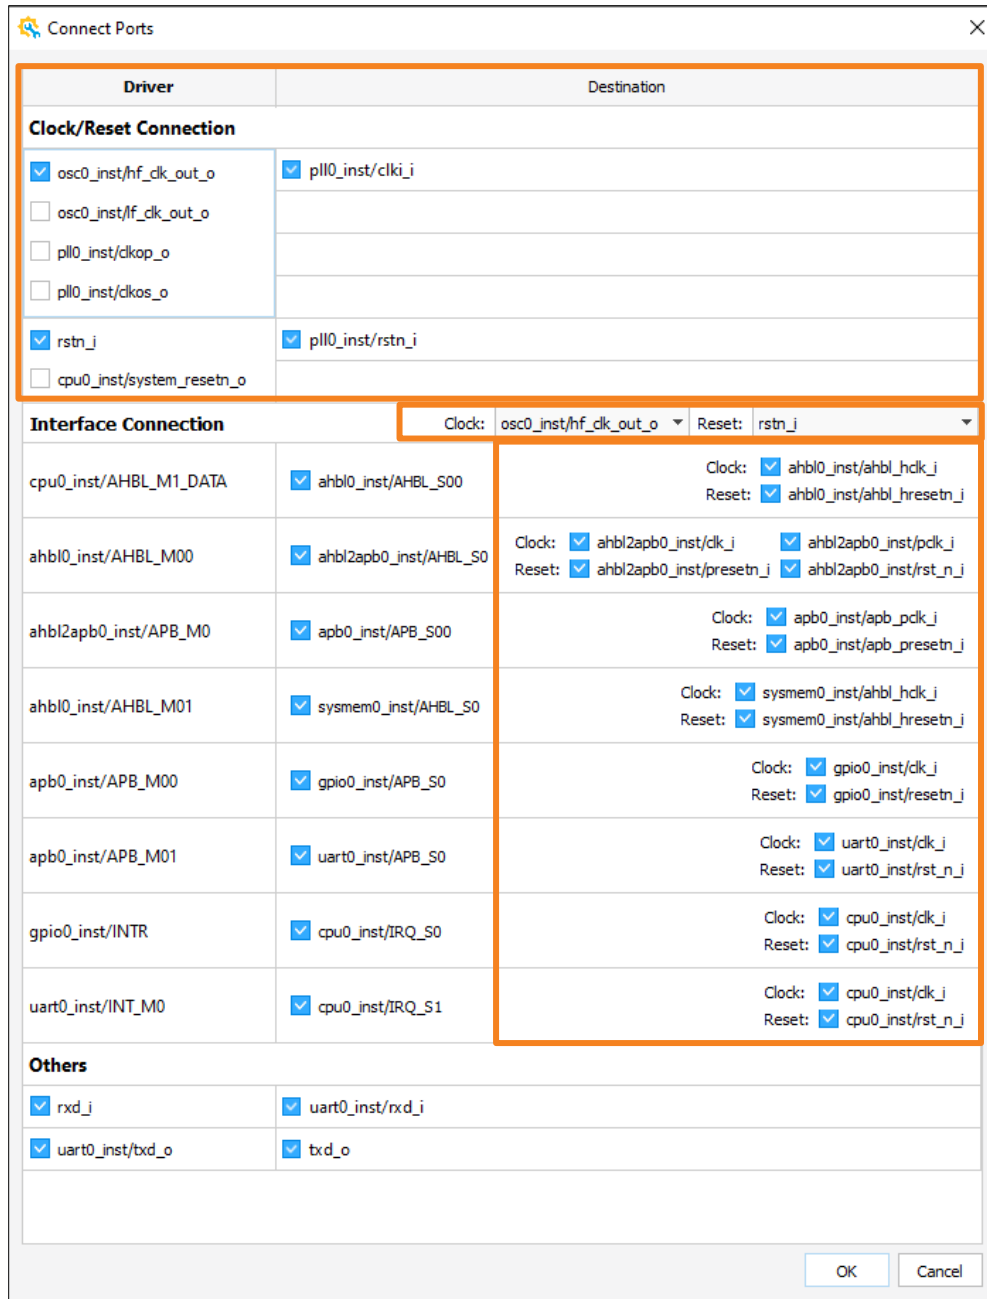 Connect Ports
Driver Destination
Clock/Reset Connection
osc0_inst/hf_clk_out_o pll0_inst/clki_i
osc0_inst/lf_clk_out_o
pll0_inst/clkop_o
pll0_inst/clkos_o
rstn_i pll0_inst/rstn_i
cpu0_inst/system_resetn_o
Interface Connection Clock: osc0_inst/hf_clk_out_o Reset: rstn_i
cpu0_inst/AHBL_M1_DATA ahbl0_inst/AHBL_S00 Clock: ahbl0_inst/ahbl_hclk_i
Reset: ahbl0_inst/ahbl_hresetn_i
ahbl0_inst/AHBL_M00 ahbl2apb0_inst/AHBL_S0 Clock: ahbl2apb0_inst/clk_i ahbl2apb0_inst/pclk_i
Reset: ahbl2apb0_inst/presetn_i ahbl2apb0_inst/rst_n_i
ahbl2apb0_inst/APB_M0 apb0_inst/APB_S00 Clock: apb0_inst/apb_pclk_i
Reset: apb0_inst/apb_presetn_i
ahbl0_inst/AHBL_M01 sysmem0_inst/AHBL_S0 Clock: sysmem0_inst/ahbl_hclk_i
Reset: sysmem0_inst/ahbl_hresetn_i
apb0_inst/APB_M00 gpio0_inst/APB_S0 Clock: gpio0_inst/clk_i
Reset: gpio0_inst/resetn_i
apb0_inst/APB_M01 uart0_inst/APB_S0 Clock: uart0_inst/clk_i
Reset: uart0_inst/rst_n_i
gpio0_inst/INTR cpu0_inst/IRQ_S0 Clock: cpu0_inst/clk_i
Reset: cpu0_inst/rst_n_i
uart0_inst/INT_M0 cpu0_inst/IRQ_S1 Clock: cpu0_inst/clk_i
Reset: cpu0_inst/rst_n_i
Others
rxd_i uart0_inst/rxd_i
uart0_inst/txd_o txd_o
OK Cancel